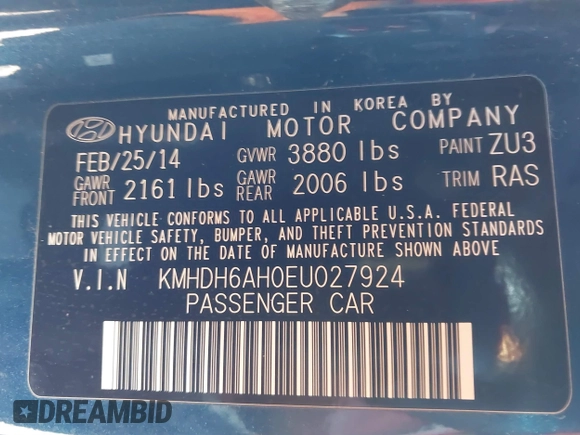 MANUFACTURED IN KOREA BY
HYUNDAI MOTOR COMPANY
FEB/25/14 GVWR 3880 lbs PAINT ZU3
GAWR FRONT 2161 lbs GAWR REAR 2006 lbs TRIM RAS
THIS VEHICLE CONFORMS TO ALL APPLICABLE U.S.A. FEDERAL
MOTOR VEHICLE SAFETY, BUMPER, AND THEFT PREVENTION STANDARDS
IN EFFECT ON THE DATE OF MANUFACTURE SHOWN ABOVE
V.I.N KMHDH6AH0EU027924
PASSENGER CAR
DREAMBID